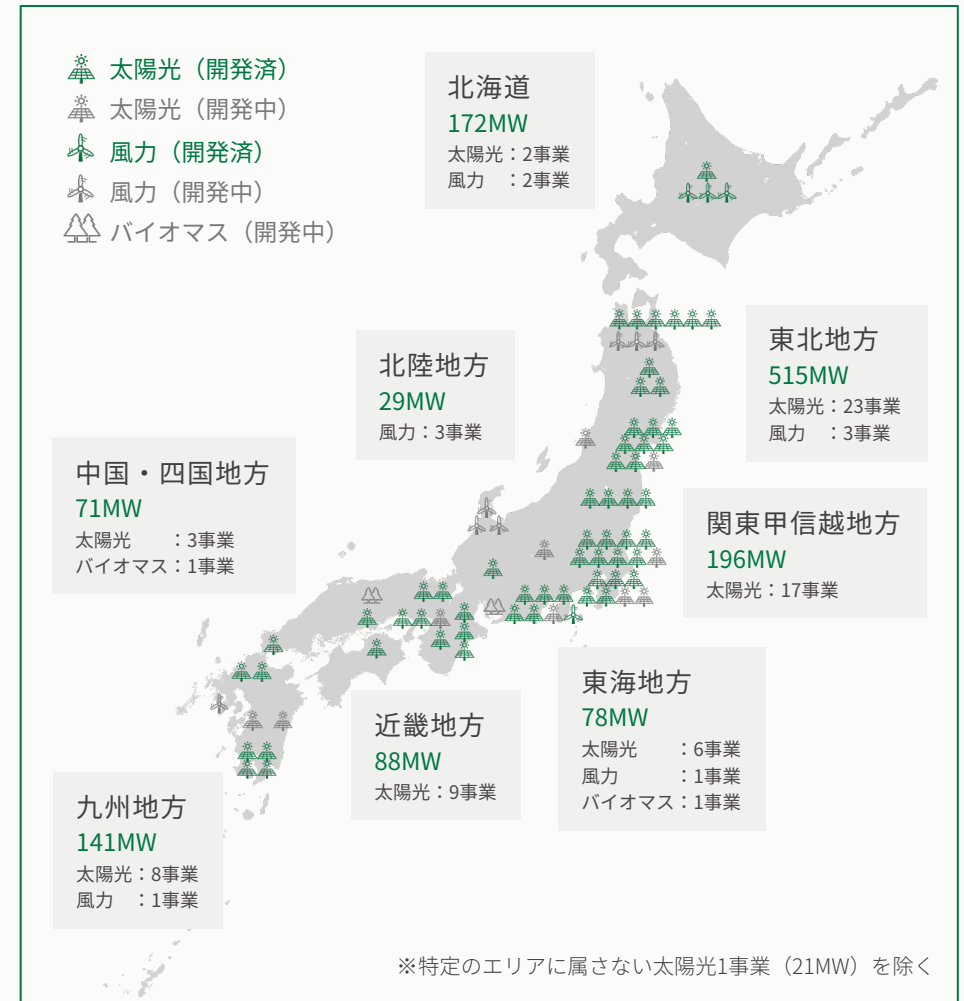 太陽光（開発済）
太陽光（開発中）
風力（開発済）
風力（開発中）
バイオマス（開発中）
北海道
172MW
太陽光：2事業
風力　：2事業
東北地方
515MW
太陽光：23事業
風力　：3事業
北陸地方
29MW
風力：3事業
中国・四国地方
71MW
太陽光　　：3事業
バイオマス：1事業
関東甲信越地方
196MW
太陽光：17事業
東海地方
78MW
太陽光　　：6事業
風力　　　：1事業
バイオマス：1事業
近畿地方
88MW
太陽光：9事業
九州地方
141MW
太陽光：8事業
風力　：1事業
※特定のエリアに属さない太陽光1事業（21MW）を除く